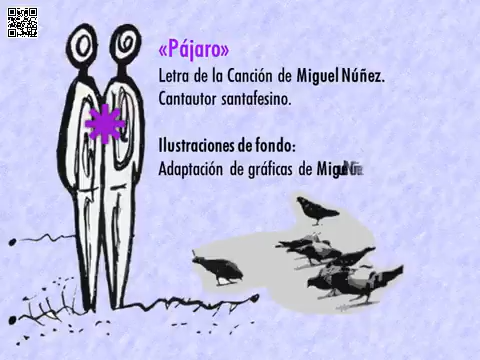 «Pájaro»
Letra de la Canción de Miguel Núñez.
Cantautor santafesino.
Ilustraciones de fondo:
Adaptación de gráficas de